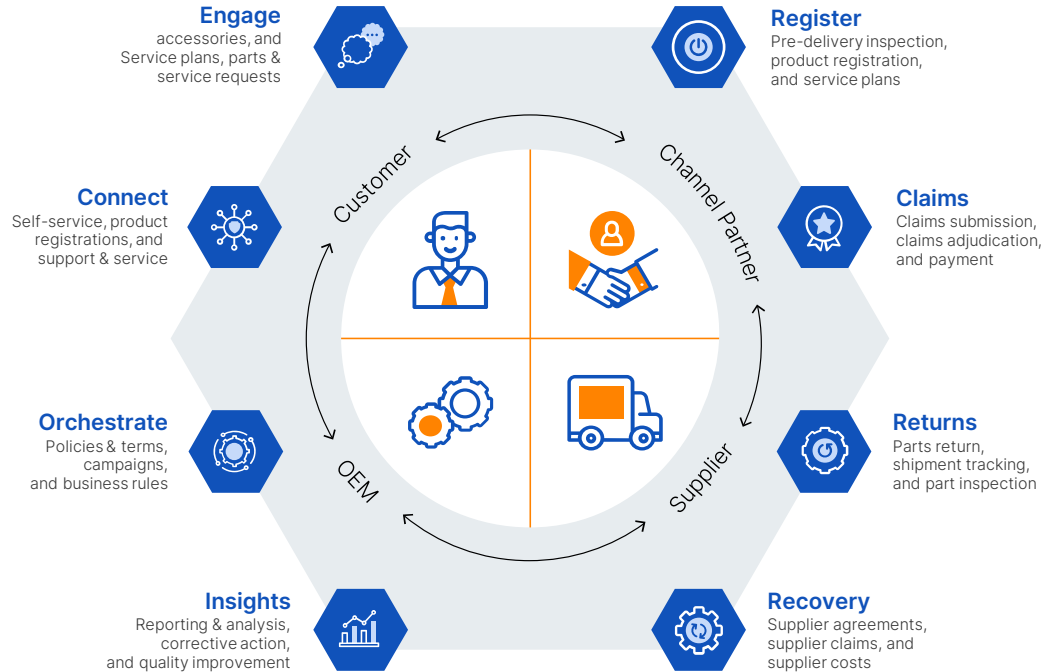 Engage
accessories, and
Service plans, parts &
service requests
Register
Pre-delivery inspection,
product registration,
and service plans
Customer
Channel Partner
Connect
Self-service, product
registrations, and
support & service
Claims
Claims submission,
claims adjudication,
and payment
Orchestrate
Policies & terms,
campaigns,
and business rules
Returns
Parts return,
shipment tracking,
and part inspection
OEM
Supplier
Insights
Reporting & analysis,
corrective action,
and quality improvement
Recovery
Supplier agreements,
supplier claims, and
supplier costs